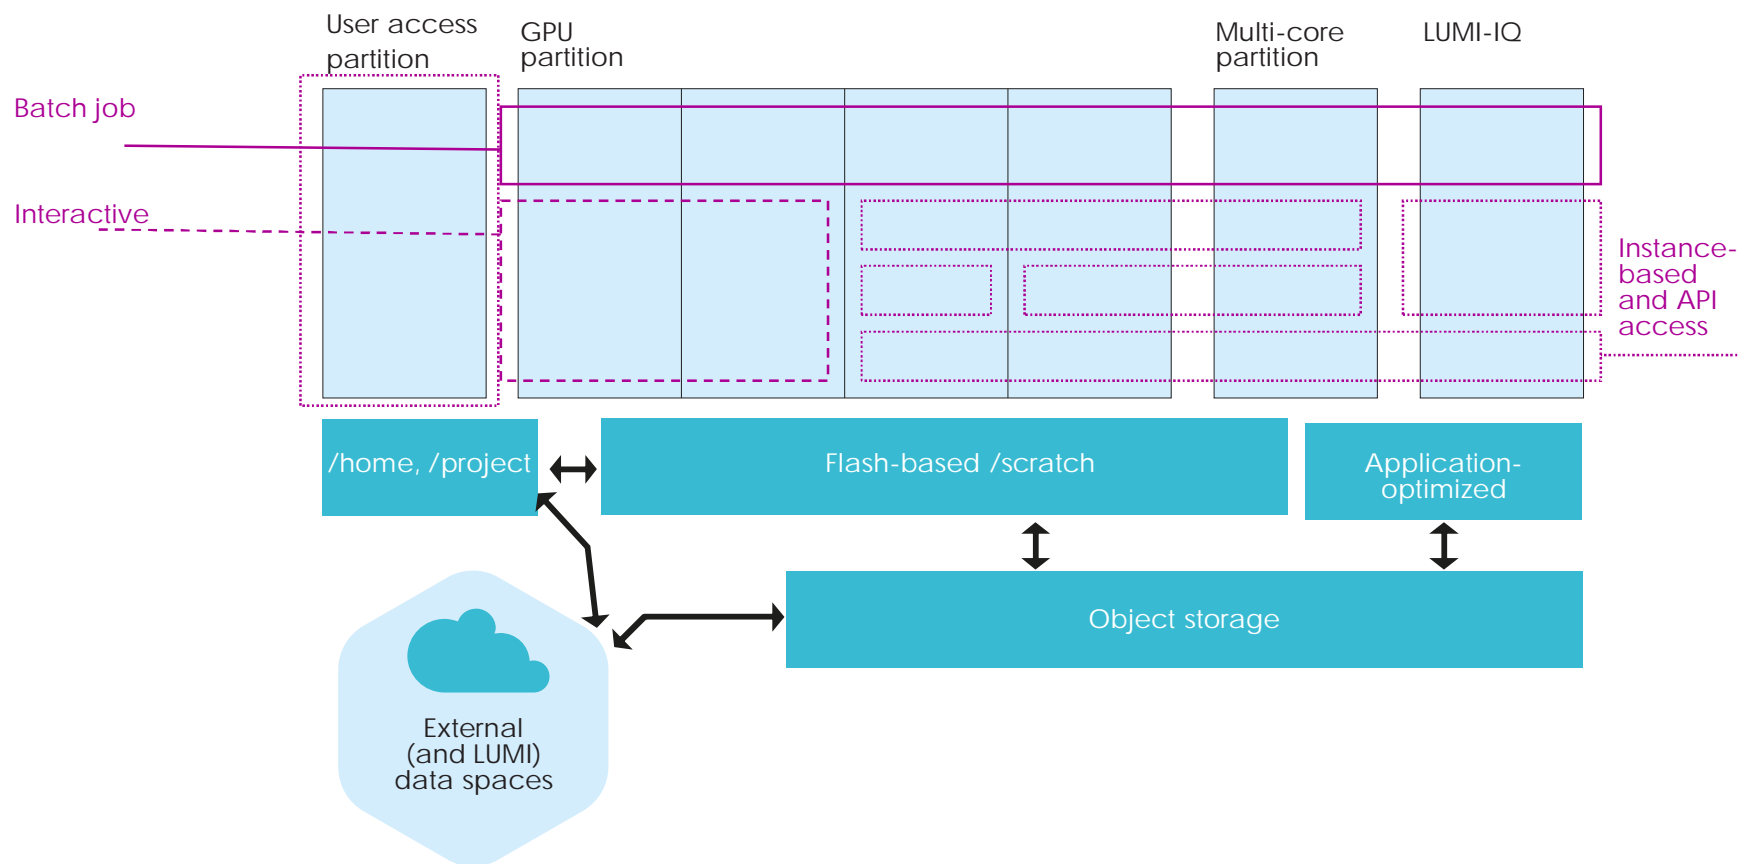 User access
partition
GPU
partition
Multi-core
partition
LUMI-IQ
Batch job
Interactive
Instance-
based
and API
access
/home, /project
Flash-based /scratch
Application-
optimized
Object storage
External
(and LUMI)
data spaces